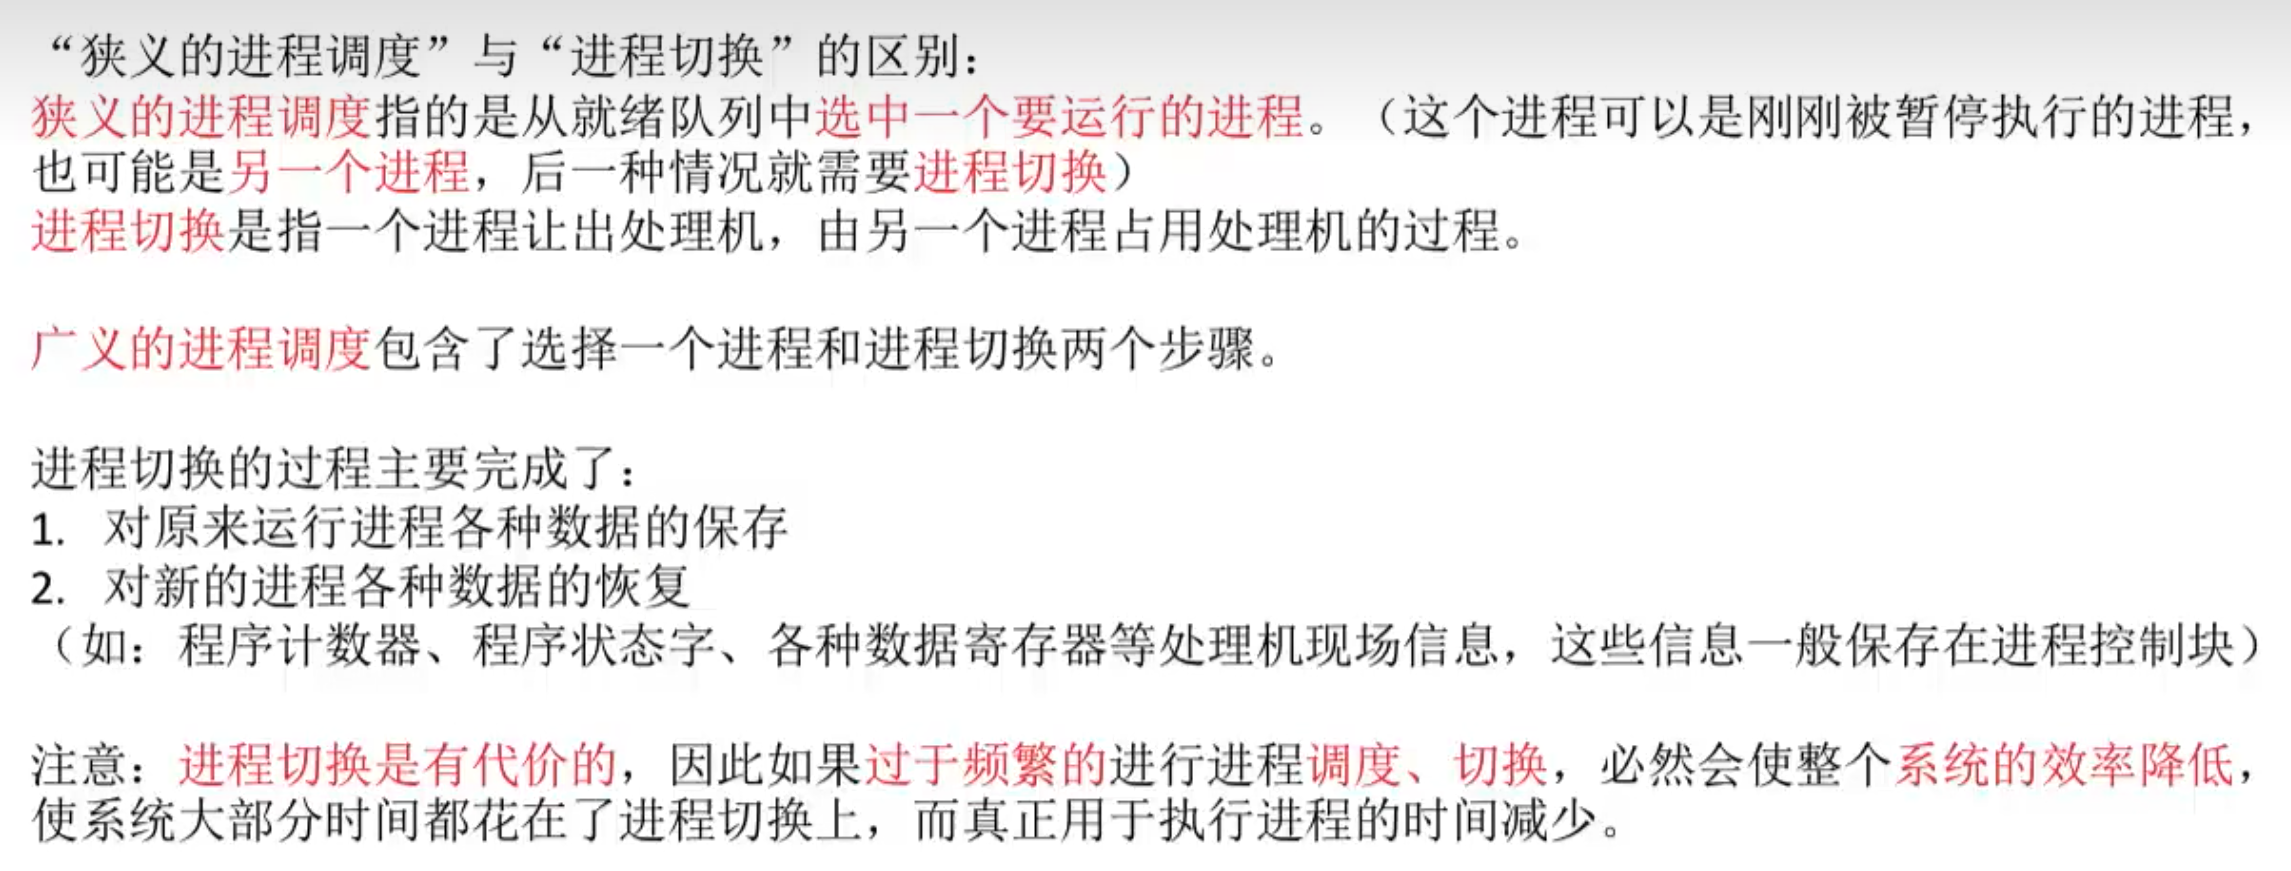 “狭义的进程调度”与“进程切换”的区别：
狭义的进程调度指的是从就绪队列中选中一个要运行的进程。（这个进程可以是刚刚被暂停执行的进程，
也可能是另一个进程，后一种情况就需要进程切换）
进程切换是指一个进程让出处理机，由另一个进程占用处理机的过程。
广义的进程调度包含了选择一个进程和进程切换两个步骤。
进程切换的过程主要完成了：
1. 对原来运行进程各种数据的保存
2. 对新的进程各种数据的恢复
（如：程序计数器、程序状态字、各种数据寄存器等处理机现场信息，这些信息一般保存在进程控制块）
注意：进程切换是有代价的，因此如果过于频繁的进行进程调度、切换，必然会使整个系统的效率降低，
使系统大部分时间都花在了进程切换上，而真正用于执行进程的时间减少。